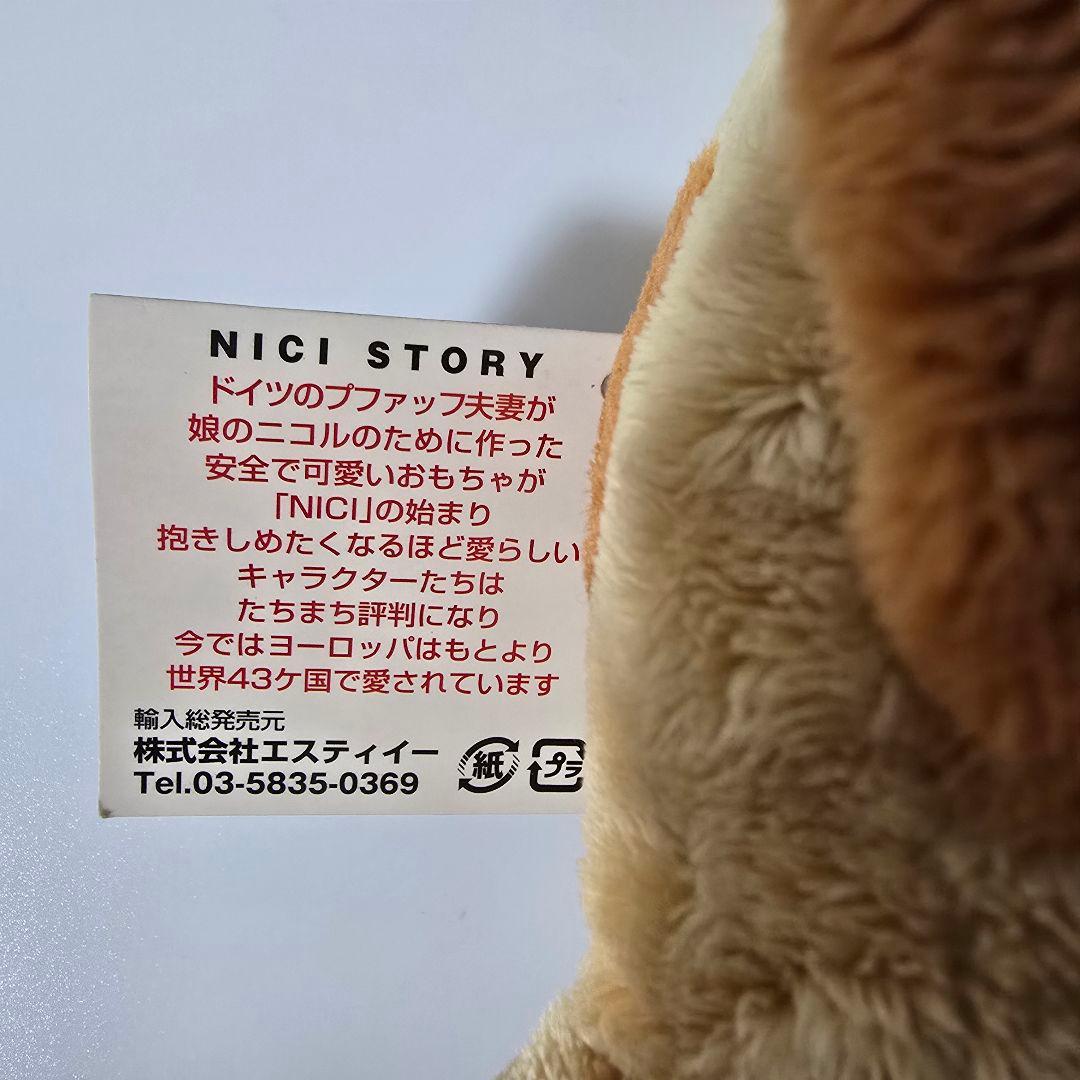 NICI STORY
ドイツのプファッフ夫妻が
娘のニコルのために作った
安全で可愛いおもちゃが
「NICI」の始まり
抱きしめたくなるほど愛らしい
キャラクターたちは
たちまち評判になり
今ではヨーロッパはもとより
世界43ケ国で愛されています
輸入総発売元
株式会社エスティイー
Tel.03-5835-0369
紙 プラ